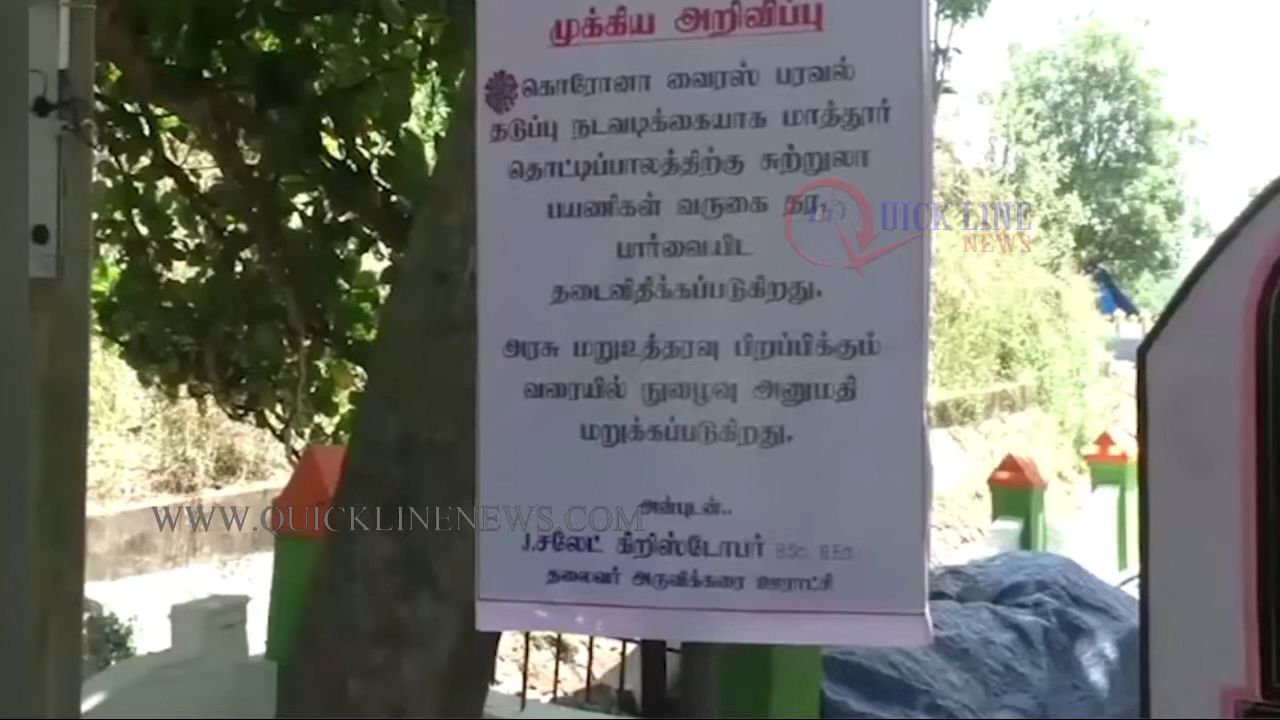 முக்கிய அறிவிப்பு
கொரோனா வைரஸ் பரவல்
தடுப்பு நடவடிக்கையாக மாத்தூர்
தொட்டிப்பாலத்திற்கு சுற்றுலா
பயணிகள் வருகை தர,
பார்வையிட
தடைவிதிக்கப்படுகிறது.
அரசு மறுஉத்தரவு பிறப்பிக்கும்
வரையில் நுழைவு அனுமதி
மறுக்கப்படுகிறது.
அன்புடன்..
J.சலேட் கிறிஸ்டோபர் B.Sc. B.Ed
தலைவர் அருவிக்கரை ஊராட்சி
QUICK LINE
NEWS
WWW.QUICKLINENEWS.COM